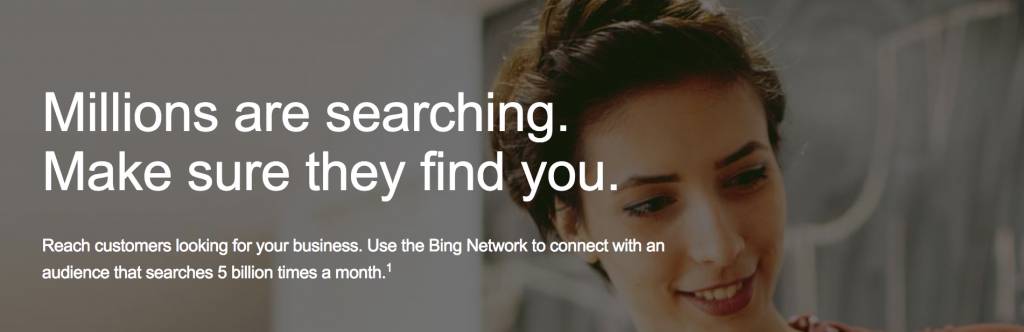 Millions are searching.
Make sure they find you.
Reach customers looking for your business. Use the Bing Network to connect with an
audience that searches 5 billion times a month.1